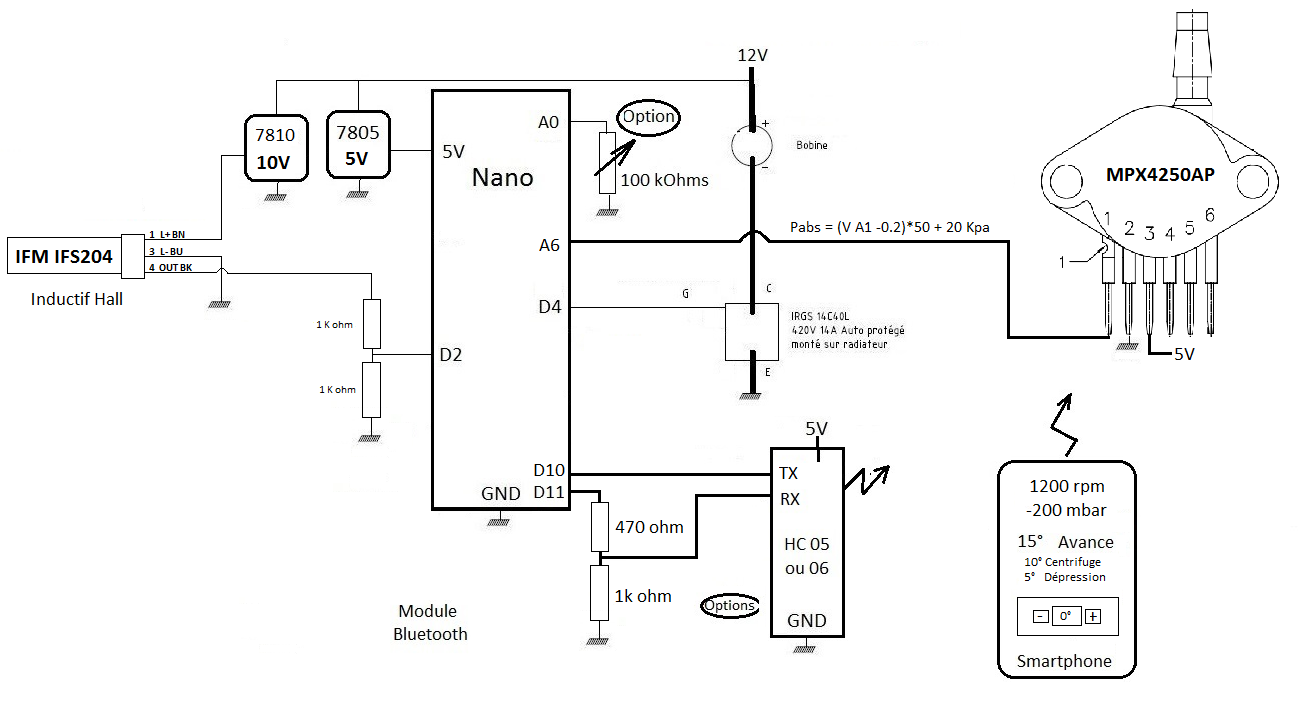 12V
7810
10V
7805
5V
5V
Nano
A0
Option
100 kOhms
+
-
Bobine
MPX4250AP
1
2
3
4
5
6
1
5V
A6
Pabs = (V A1 -0.2)*50 + 20 Kpa
IFM IFS204
1 L+ BN
3 L- BU
4 OUT BK
Inductif Hall
1 K ohm
1 K ohm
D2
D4
G
C
E
IRGS 14C40L
420V 14A Auto protégé
monté sur radiateur
D10
D11
GND
470 ohm
1k ohm
5V
TX
RX
HC 05
ou 06
GND
Options
Module
Bluetooth
1200 rpm
-200 mbar
15° Avance
10° Centrifuge
5° Dépression
- 0° +
Smartphone